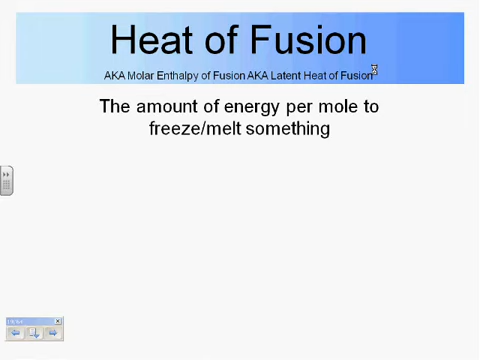 Heat of Fusion
AKA Molar Enthalpy of Fusion AKA Latent Heat of Fusion
The amount of energy per mole to
freeze/melt something